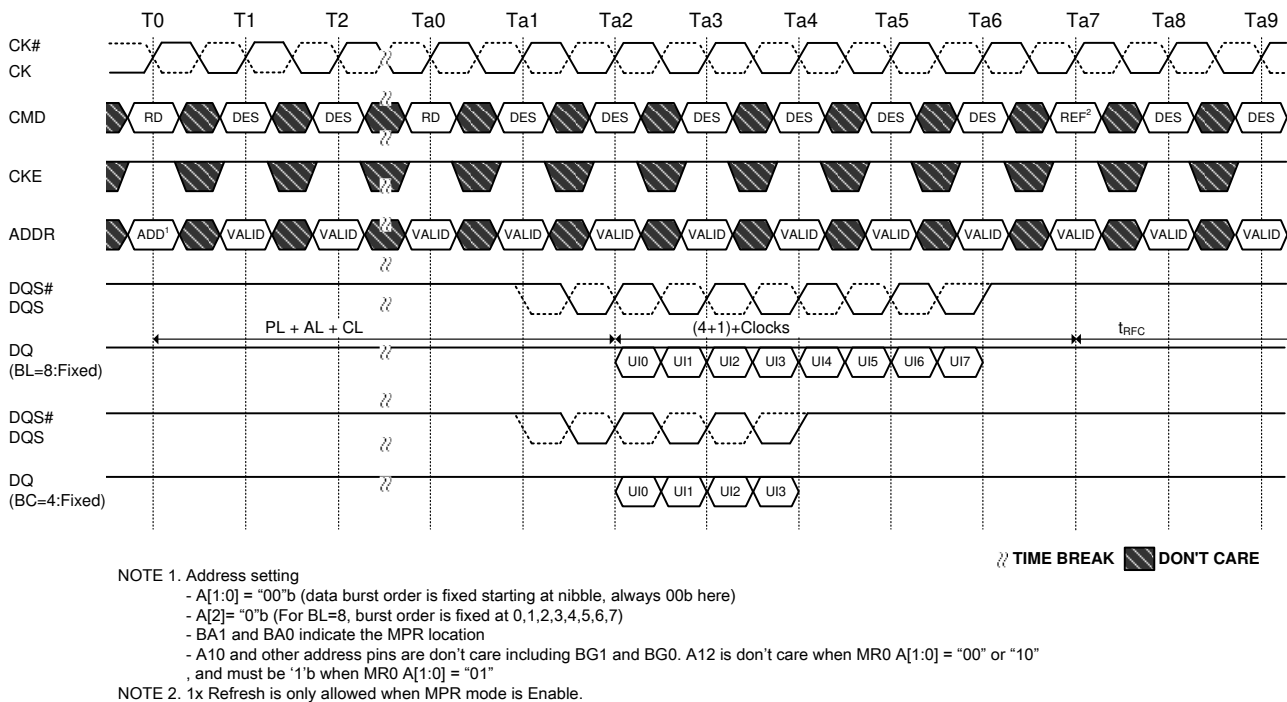 T0 T1 T2 Ta0 Ta1 Ta2 Ta3 Ta4 Ta5 Ta6 Ta7 Ta8 Ta9
CK#
CK
CMD RD DES DES RD DES DES DES DES DES DES REF² DES DES
CKE
ADDR ADD¹ VALID VALID VALID VALID VALID VALID VALID VALID VALID VALID VALID VALID
DQS#
DQS
PL + AL + CL (4+1)+Clocks tRFC
DQ
(BL=8:Fixed) UI0 UI1 UI2 UI3 UI4 UI5 UI6 UI7
DQS#
DQS
DQ
(BC=4:Fixed) UI0 UI1 UI2 UI3
TIME BREAK DON'T CARE
NOTE 1. Address setting
- A[1:0] = “00”b (data burst order is fixed starting at nibble, always 00b here)
- A[2]= “0”b (For BL=8, burst order is fixed at 0,1,2,3,4,5,6,7)
- BA1 and BA0 indicate the MPR location
- A10 and other address pins are don’t care including BG1 and BG0. A12 is don’t care when MR0 A[1:0] = “00” or “10”
, and must be ‘1’b when MR0 A[1:0] = “01”
NOTE 2. 1x Refresh is only allowed when MPR mode is Enable.